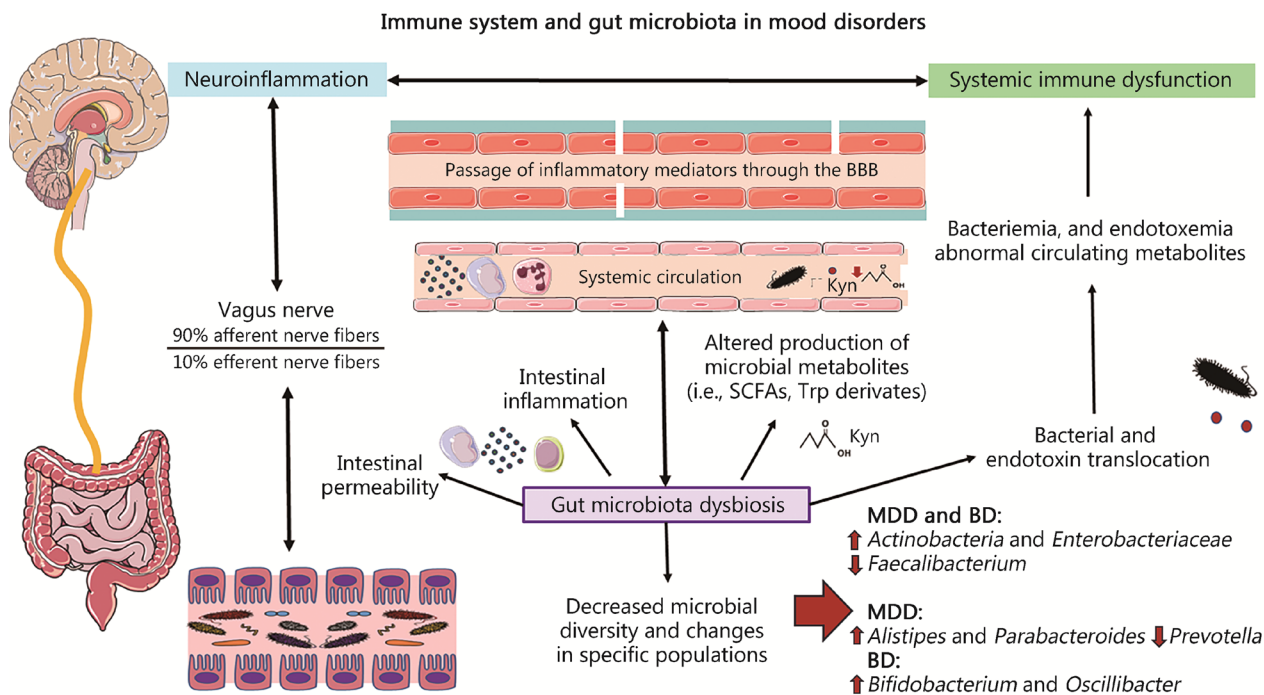 Immune system and gut microbiota in mood disorders
Neuroinflammation
Systemic immune dysfunction
Passage of inflammatory mediators through the BBB
Systemic circulation
Kyn
OH
O
Bacteriemia, and endotoxemia
abnormal circulating metabolites
Vagus nerve
90% afferent nerve fibers
10% efferent nerve fibers
Intestinal
inflammation
Altered production of
microbial metabolites
(i.e., SCFAs, Trp derivates)
O
OH
Kyn
Intestinal
permeability
Bacterial and
endotoxin translocation
Gut microbiota dysbiosis
Decreased microbial
diversity and changes
in specific populations
MDD and BD:
Actinobacteria and Enterobacteriaceae
Faecalibacterium
MDD:
Alistipes and Parabacteroides Prevotella
BD:
Bifidobacterium and Oscillibacter